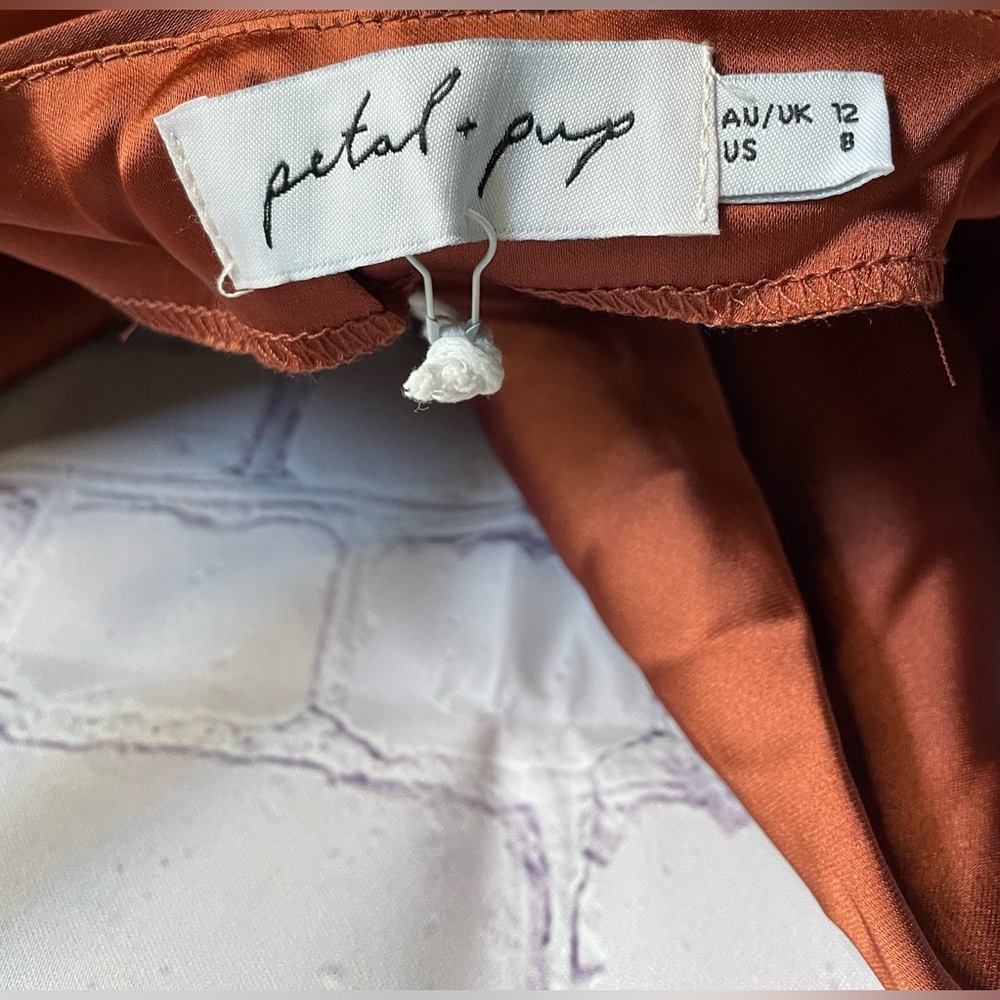 petal + pup
AU/UK 12
US 8